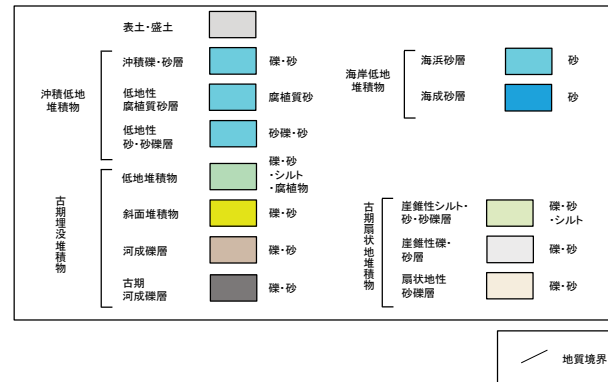 表土・盛土
沖積低地
堆積物
沖積礫・砂層
礫・砂
低地性
腐植質砂層
腐植質砂
低地性
砂・砂礫層
砂礫・砂
古期埋没堆積物
低地堆積物
礫・砂
・シルト
・腐植物
斜面堆積物
礫・砂
河成礫層
礫・砂
古期
河成礫層
礫・砂
海岸低地
堆積物
海浜砂層
砂
海成砂層
砂
古期扇状地堆積物
崖錐性シルト・
砂・砂礫層
礫・砂
・シルト
崖錐性礫・
砂層
礫・砂
扇状地性
砂礫層
礫・砂
地質境界